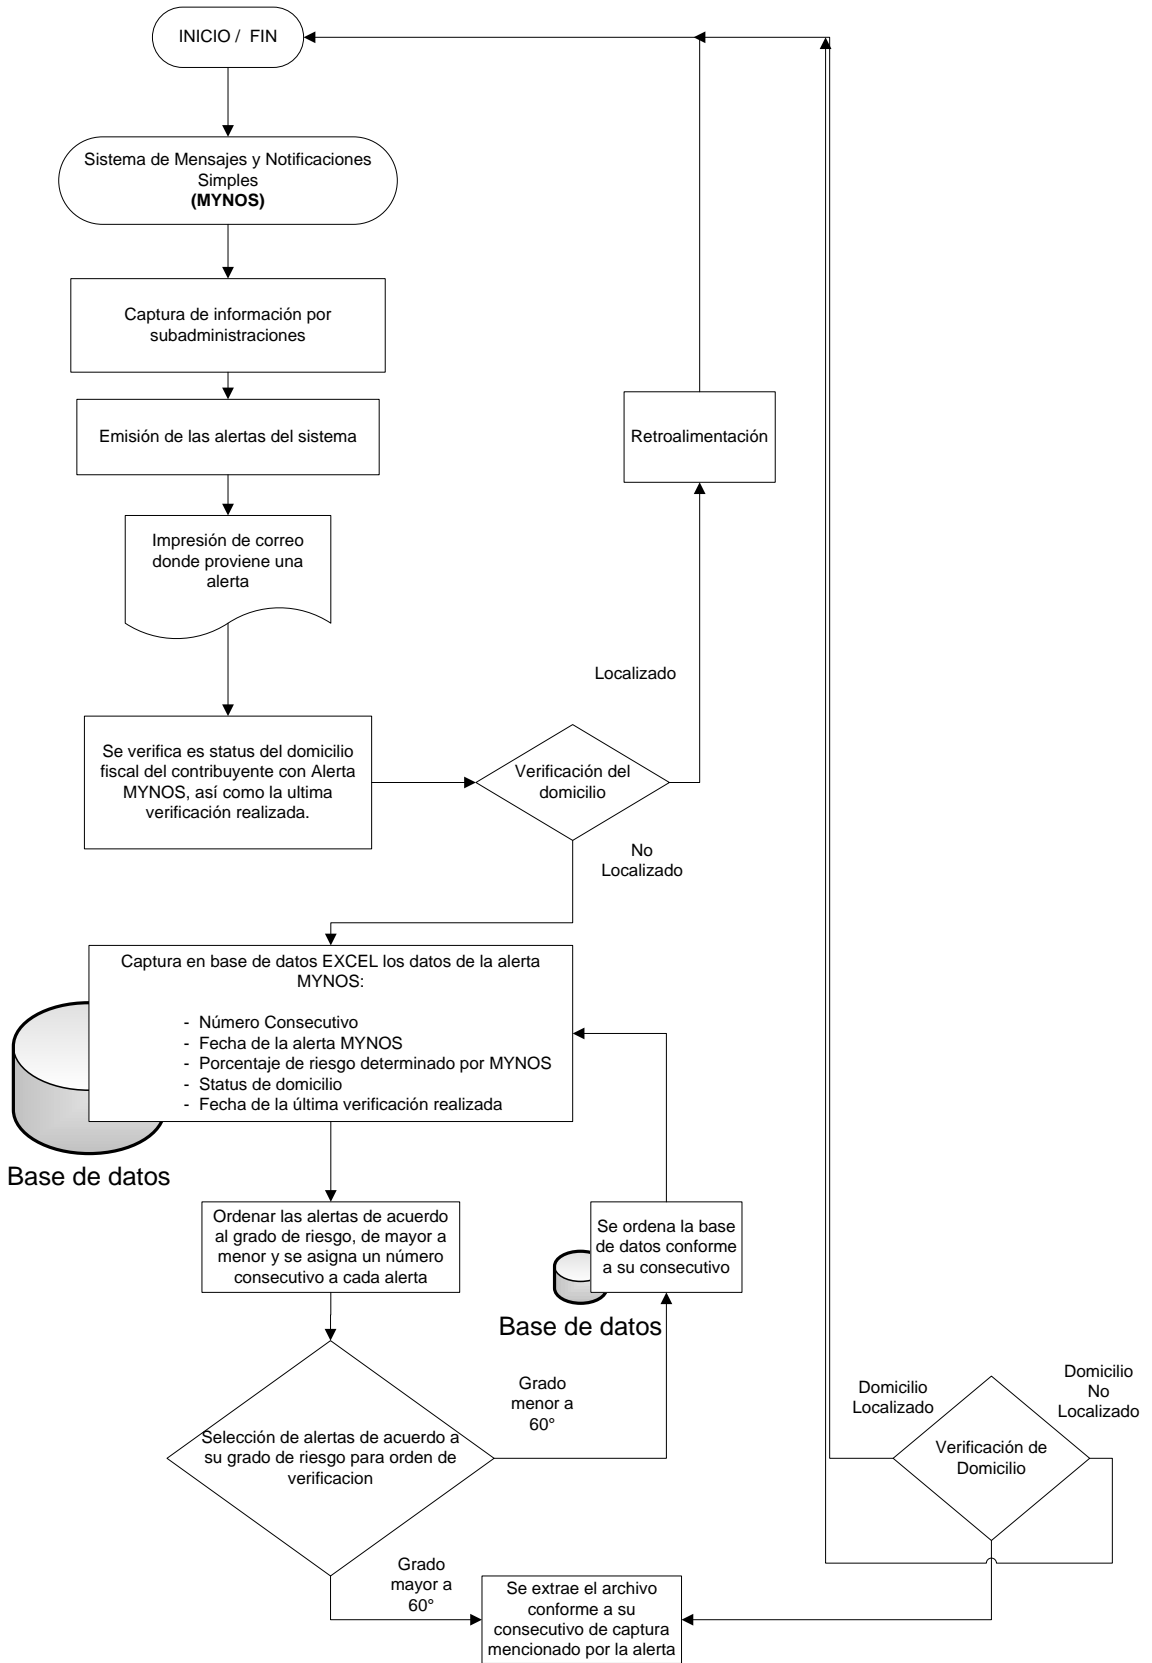 INICIO / FIN
Sistema de Mensajes y Notificaciones
Simples
(MYNOS)
Captura de información por
subadministraciones
Emisión de las alertas del sistema
Retroalimentación
Impresión de correo
donde proviene una
alerta
Localizado
Se verifica es status del domicilio
fiscal del contribuyente con Alerta
MYNOS, así como la ultima
verificación realizada.
Verificación del
domicilio
No
Localizado
Captura en base de datos EXCEL los datos de la alerta
MYNOS:
- Número Consecutivo
- Fecha de la alerta MYNOS
- Porcentaje de riesgo determinado por MYNOS
- Status de domicilio
- Fecha de la última verificación realizada
Base de datos
Ordenar las alertas de acuerdo
al grado de riesgo, de mayor a
menor y se asigna un número
consecutivo a cada alerta
Se ordena la base
de datos conforme
a su consecutivo
Base de datos
Grado
menor a
60°
Selección de alertas de acuerdo a
su grado de riesgo para orden de
verificacion
Domicilio
Localizado
Domicilio
No
Localizado
Verificación de
Domicilio
Grado
mayor a
60°
Se extrae el archivo
conforme a su
consecutivo de captura
mencionado por la alerta